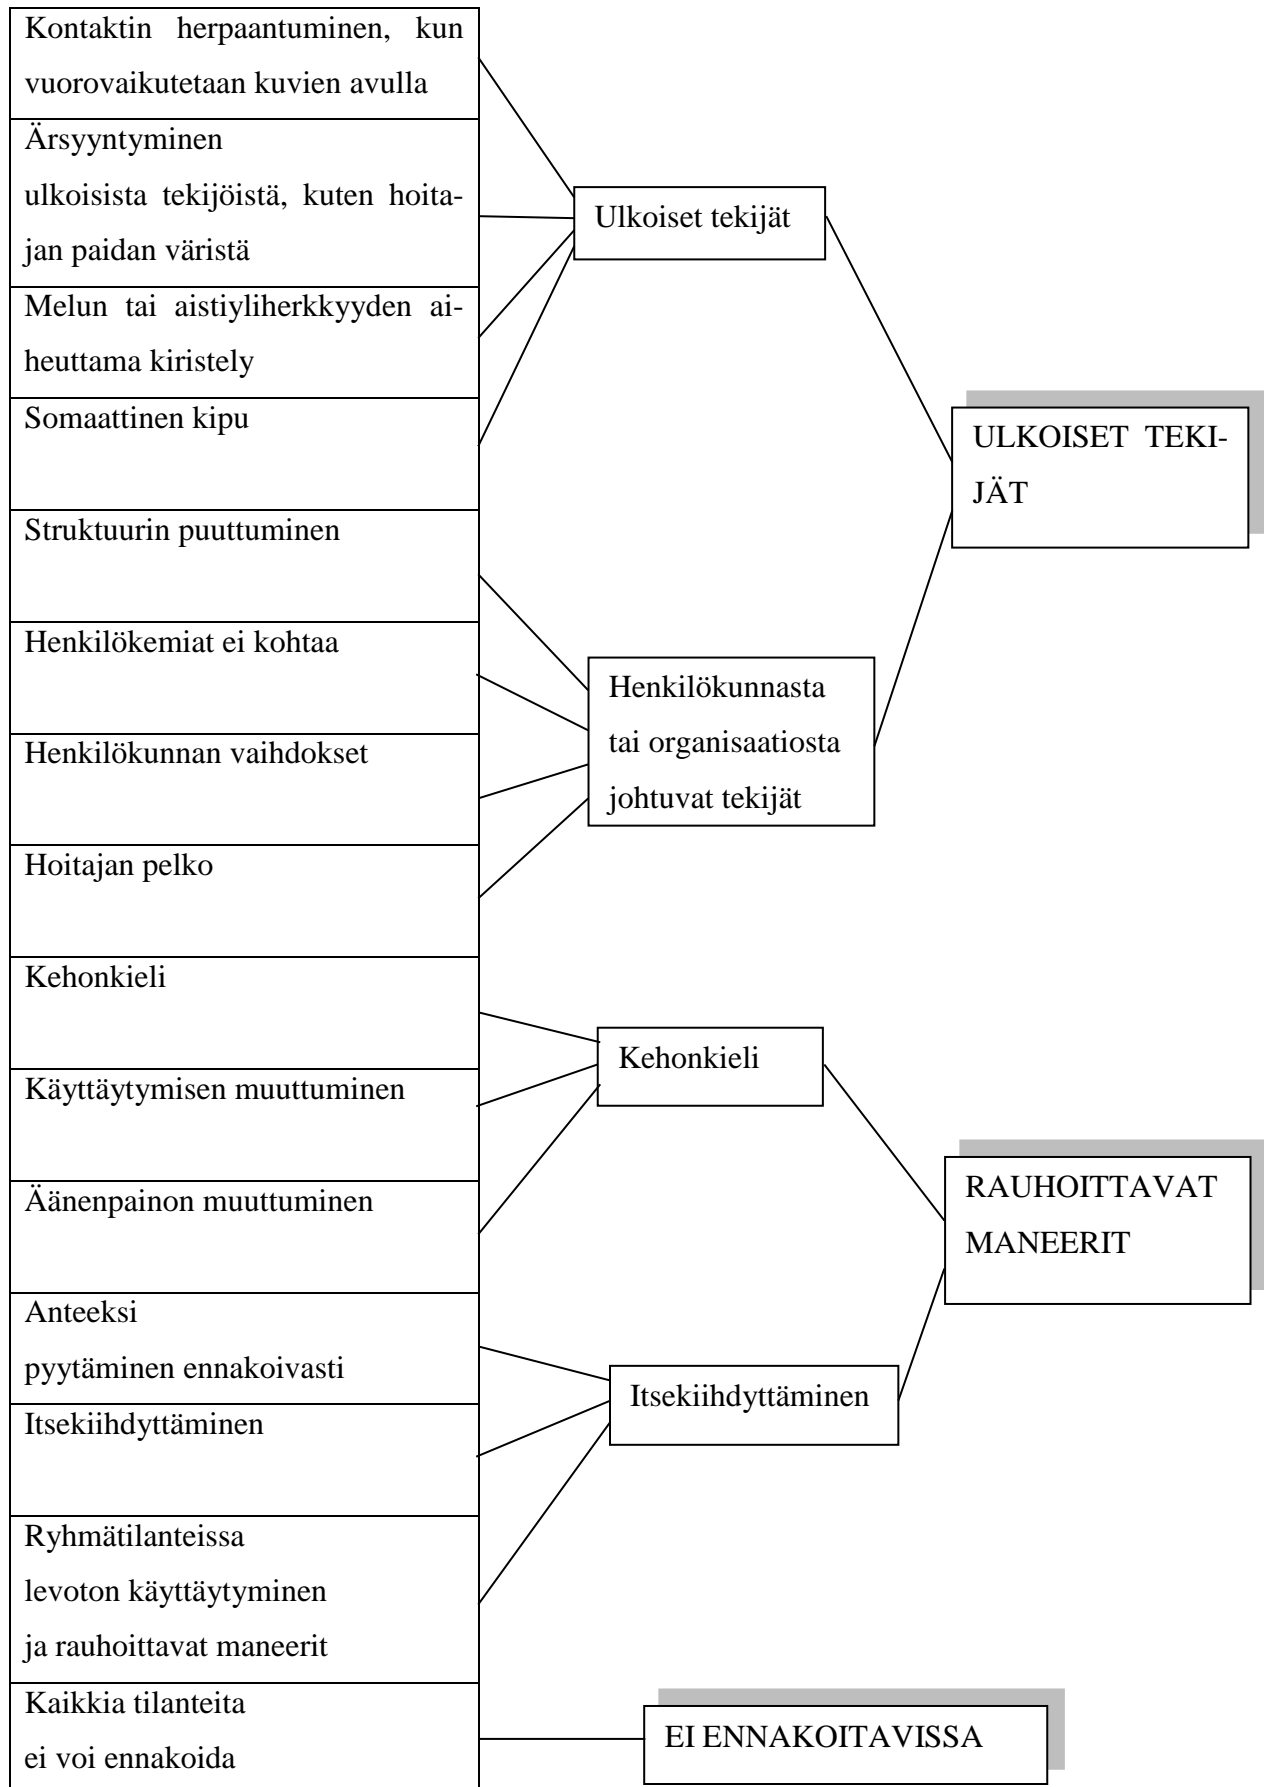 Kontaktin herpaantuminen, kun
vuorovaikutetaan kuvien avulla
Ärsyyntyminen
ulkoisista tekijöistä, kuten hoita-
jan paidan väristä
Melun tai aistiyliherkkyyden ai-
heuttama kiristely
Somaattinen kipu
Struktuurin puuttuminen
Henkilökemiat ei kohtaa
Henkilökunnan vaihdokset
Hoitajan pelko
Kehonkieli
Käyttäytymisen muuttuminen
Äänenpainon muuttuminen
Anteeksi
pyytäminen ennakoivasti
Itsekiihdyttäminen
Ryhmätilanteissa
levoton käyttäytyminen
ja rauhoittavat maneerit
Kaikkia tilanteita
ei voi ennakoida
Ulkoiset tekijät
Henkilökunnasta
tai organisaatiosta
johtuvat tekijät
Kehonkieli
Itsekiihdyttäminen
ULKOISET TEKI-
JÄT
RAUHOITTAVAT
MANEERIT
EI ENNAKOITAVISSA